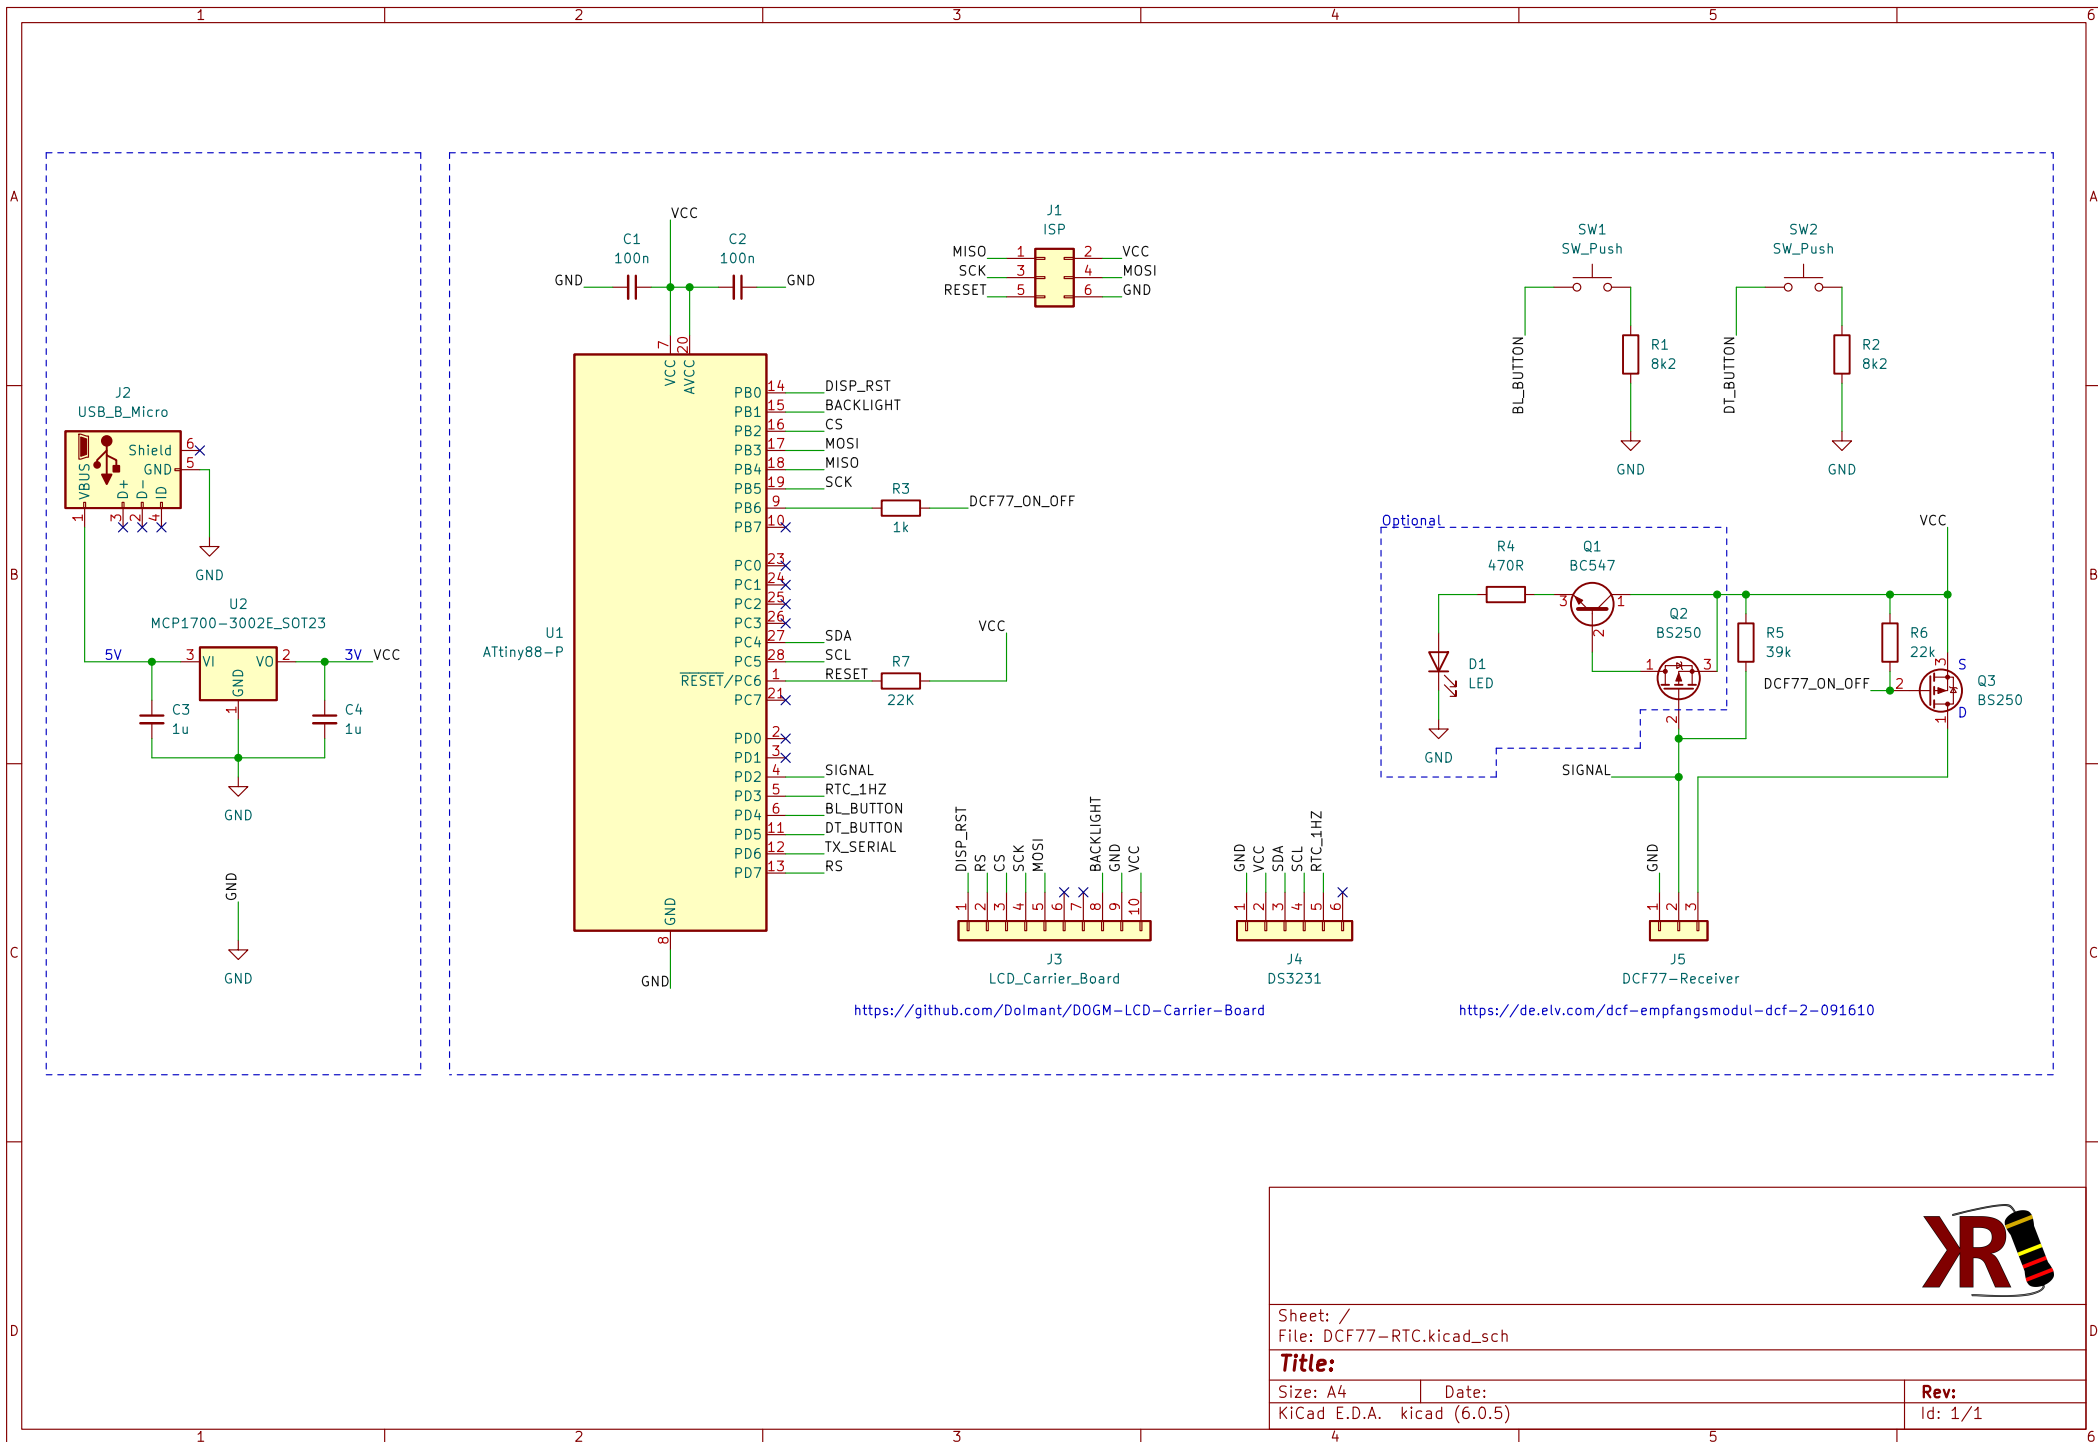 1 2 3 4 5 6
A A
B B
C C
D D
1 2 3 4 5 6
J2
USB_B_Micro
Shield 6
GND 5
VBUS D+ D- ID
1 3 2 4
GND
U2
MCP1700-3002E_SOT23
5V 3 VI VO 2 3V VCC
GND
1
C3
1u
C4
1u
GND
GND
GND
VCC
C1
100n
C2
100n
GND GND
7 20
VCC AVCC
U1
ATtiny88-P
PB0 14 DISP_RST
PB1 15 BACKLIGHT
PB2 16 CS
PB3 17 MOSI
PB4 18 MISO
PB5 19 SCK
PB6 9
PB7 10
R3
1k
DCF77_ON_OFF
PC0 23
PC1 24
PC2 25
PC3 26
PC4 27 SDA
PC5 28 SCL
RESET/PC6 1 RESET
PC7 21
R7
22K
VCC
PD0 2
PD1 3
PD2 4 SIGNAL
PD3 5 RTC_1HZ
PD4 6 BL_BUTTON
PD5 11 DT_BUTTON
PD6 12 TX_SERIAL
PD7 13 RS
GND
8
GND
J1
ISP
MISO 1 2 VCC
SCK 3 4 MOSI
RESET 5 6 GND
SW1
SW_Push
BL_BUTTON
R1
8k2
GND
SW2
SW_Push
DT_BUTTON
R2
8k2
GND
Optional
R4
470R
Q1
BC547
3 1
2
Q2
BS250
1 3
2
D1
LED
GND
R5
39k
R6
22k
VCC
DCF77_ON_OFF 2
3 S
Q3
BS250
1 D
SIGNAL
DISP_RST RS CS SCK MOSI BACKLIGHT GND VCC
1 2 3 4 5 6 7 8 9 10
J3
LCD_Carrier_Board
https://github.com/Dolmant/DOGM-LCD-Carrier-Board
GND VCC SDA SCL RTC_1HZ
1 2 3 4 5 6
J4
DS3231
GND
1 2 3
J5
DCF77-Receiver
https://de.elv.com/dcf-empfangsmodul-dcf-2-091610
KR
Sheet: /
File: DCF77-RTC.kicad_sch
Title:
Size: A4 Date: Rev:
KiCad E.D.A. kicad (6.0.5) Id: 1/1